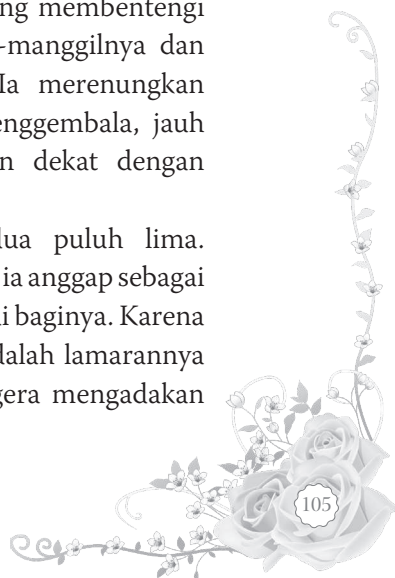 ng membentengi
-manggilnya dan
Ia merenungkan
enggembala, jauh
n dekat dengan
lua puluh lima.
ia anggap sebagai
i baginya. Karena
dalah lamarannya
gera mengadakan
105